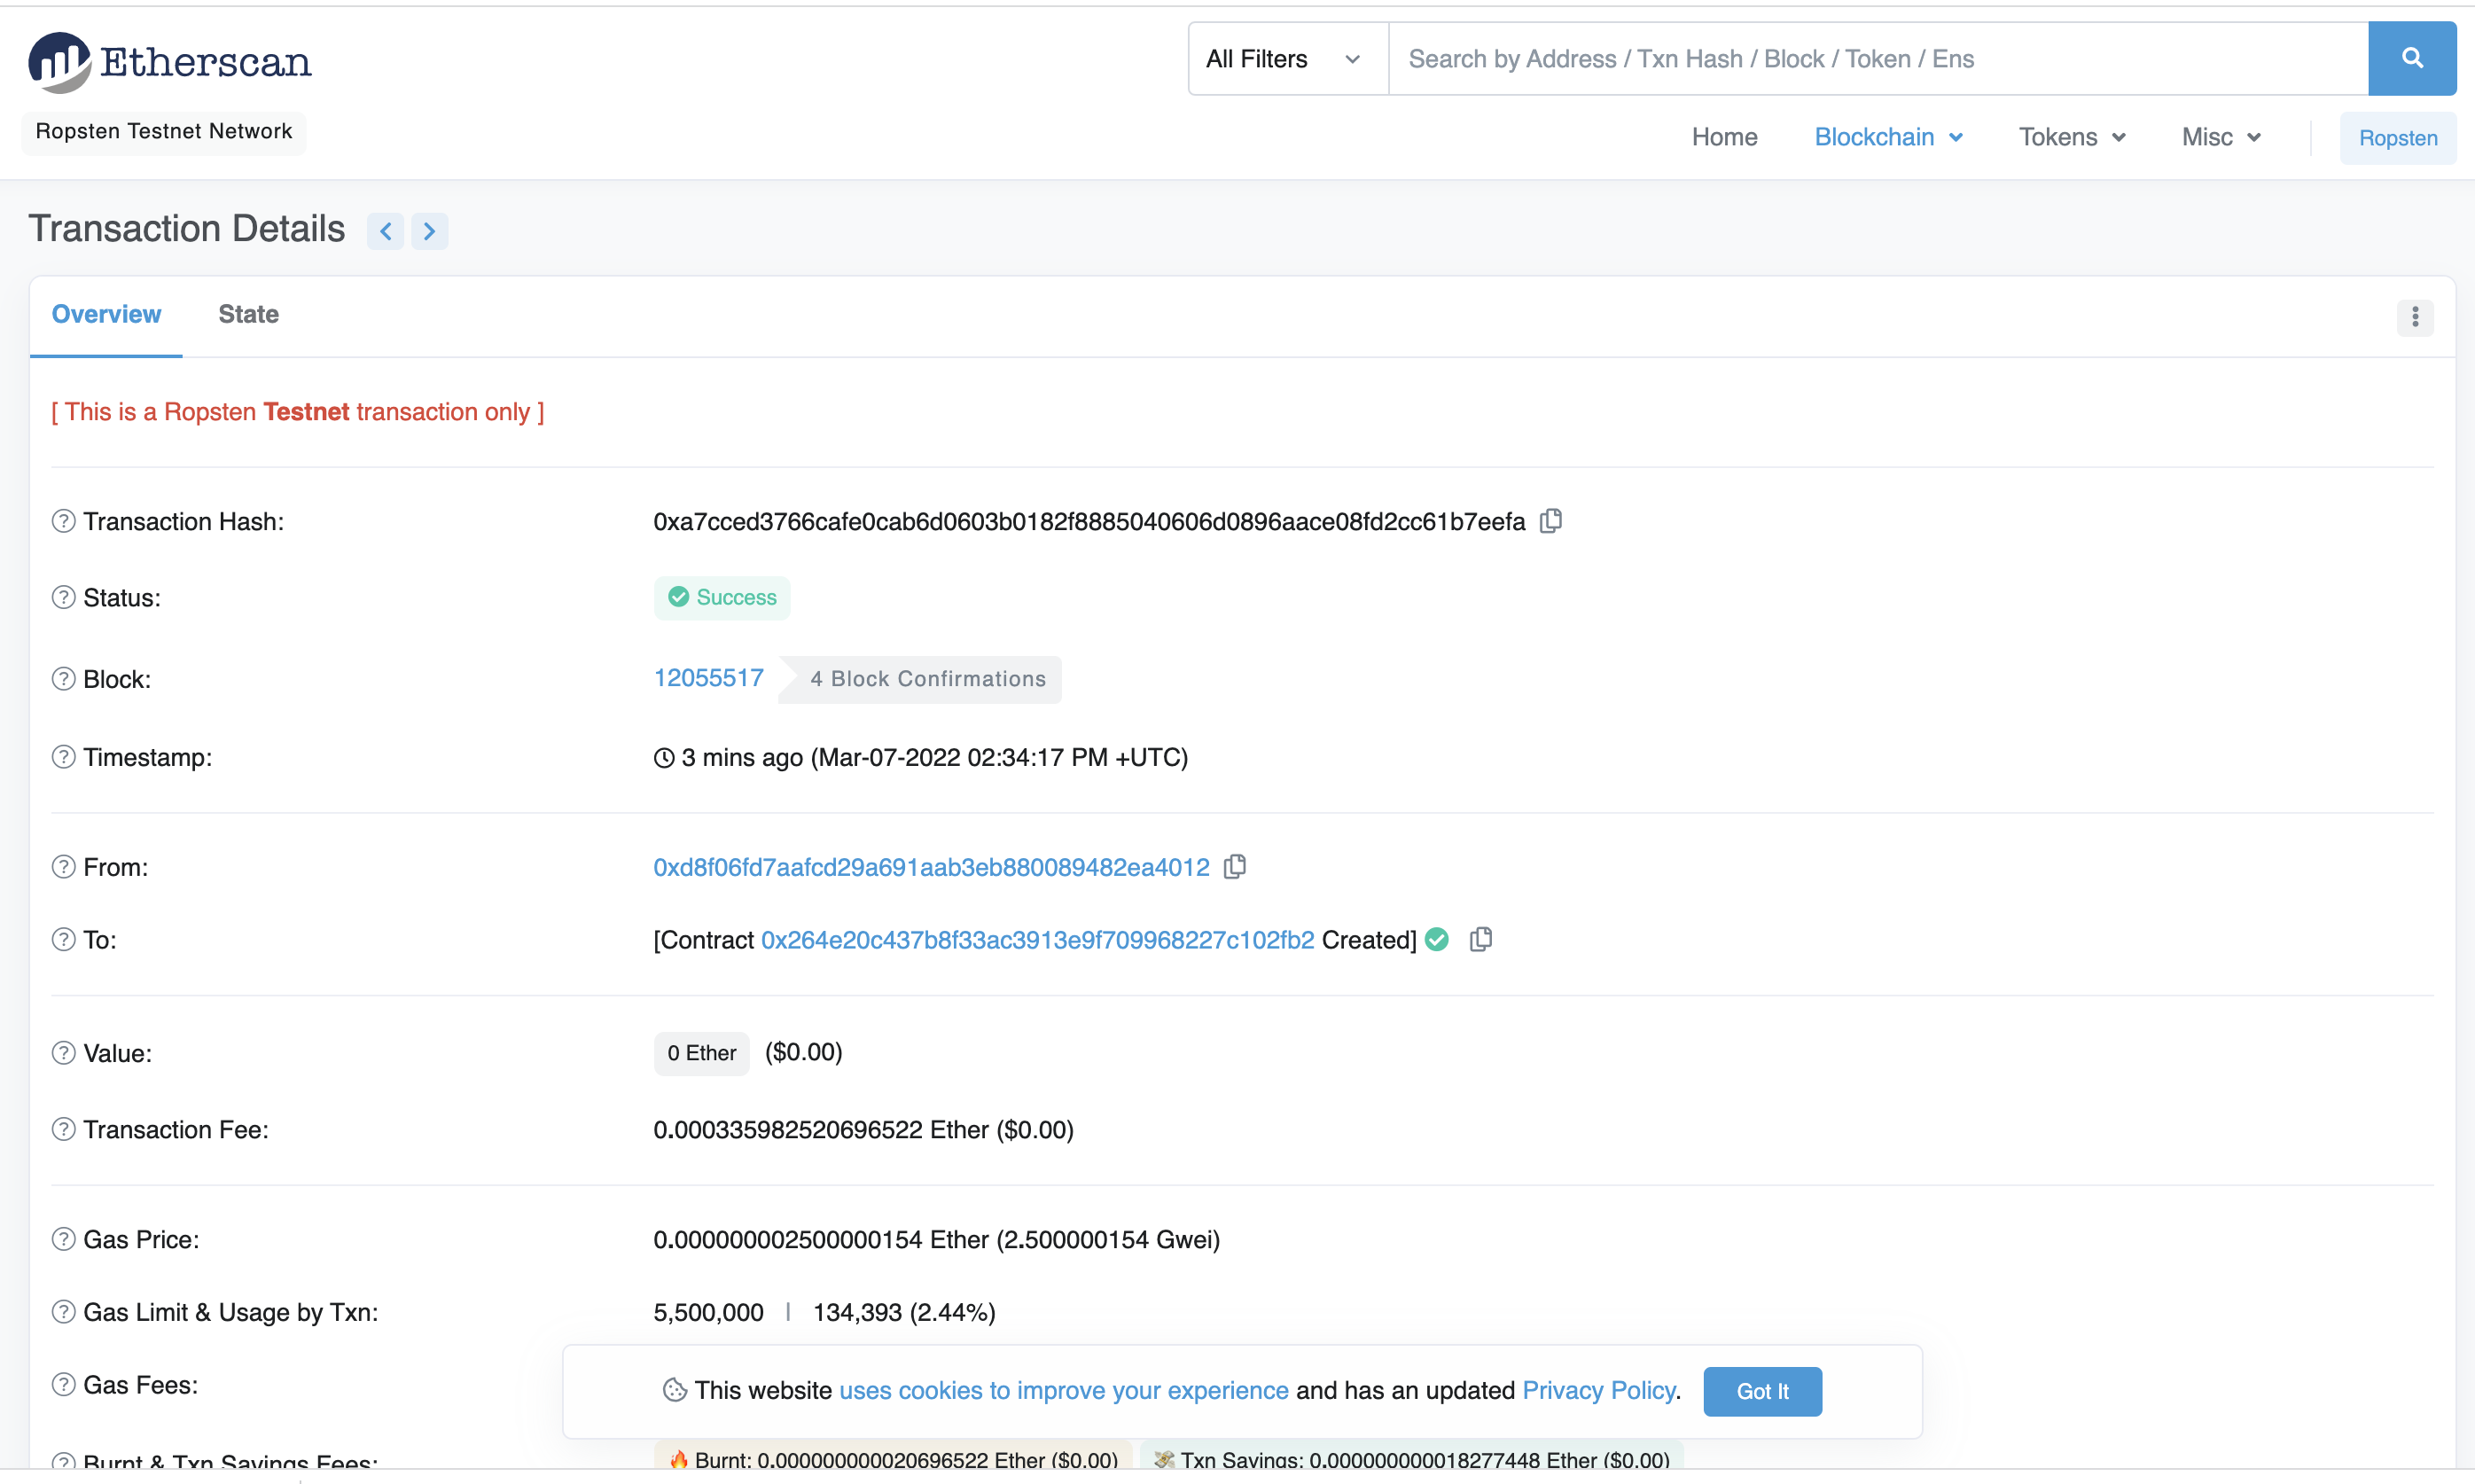 Etherscan
All Filters
Search by Address / Txn Hash / Block / Token / Ens
Ropsten Testnet Network
Home Blockchain Tokens Misc Ropsten
Transaction Details
Overview State
[ This is a Ropsten Testnet transaction only ]
Transaction Hash: 0xa7cced3766cafe0cab6d0603b0182f8885040606d0896aace08fd2cc61b7eefa
Status: Success
Block: 12055517 4 Block Confirmations
Timestamp: 3 mins ago (Mar-07-2022 02:34:17 PM +UTC)
From: 0xd8f06fd7aafcd29a691aab3eb880089482ea4012
To: [Contract 0x264e20c437b8f33ac3913e9f709968227c102fb2 Created]
Value: 0 Ether ($0.00)
Transaction Fee: 0.000335982520696522 Ether ($0.00)
Gas Price: 0.000000002500000154 Ether (2.500000154 Gwei)
Gas Limit & Usage by Txn: 5,500,000 | 134,393 (2.44%)
Gas Fees:
This website uses cookies to improve your experience and has an updated Privacy Policy. Got It
Burnt & Txn Savings Fees: Burnt: 0.000000000020696522 Ether ($0.00) Txn Savings: 0.000000000018277448 Ether ($0.00)